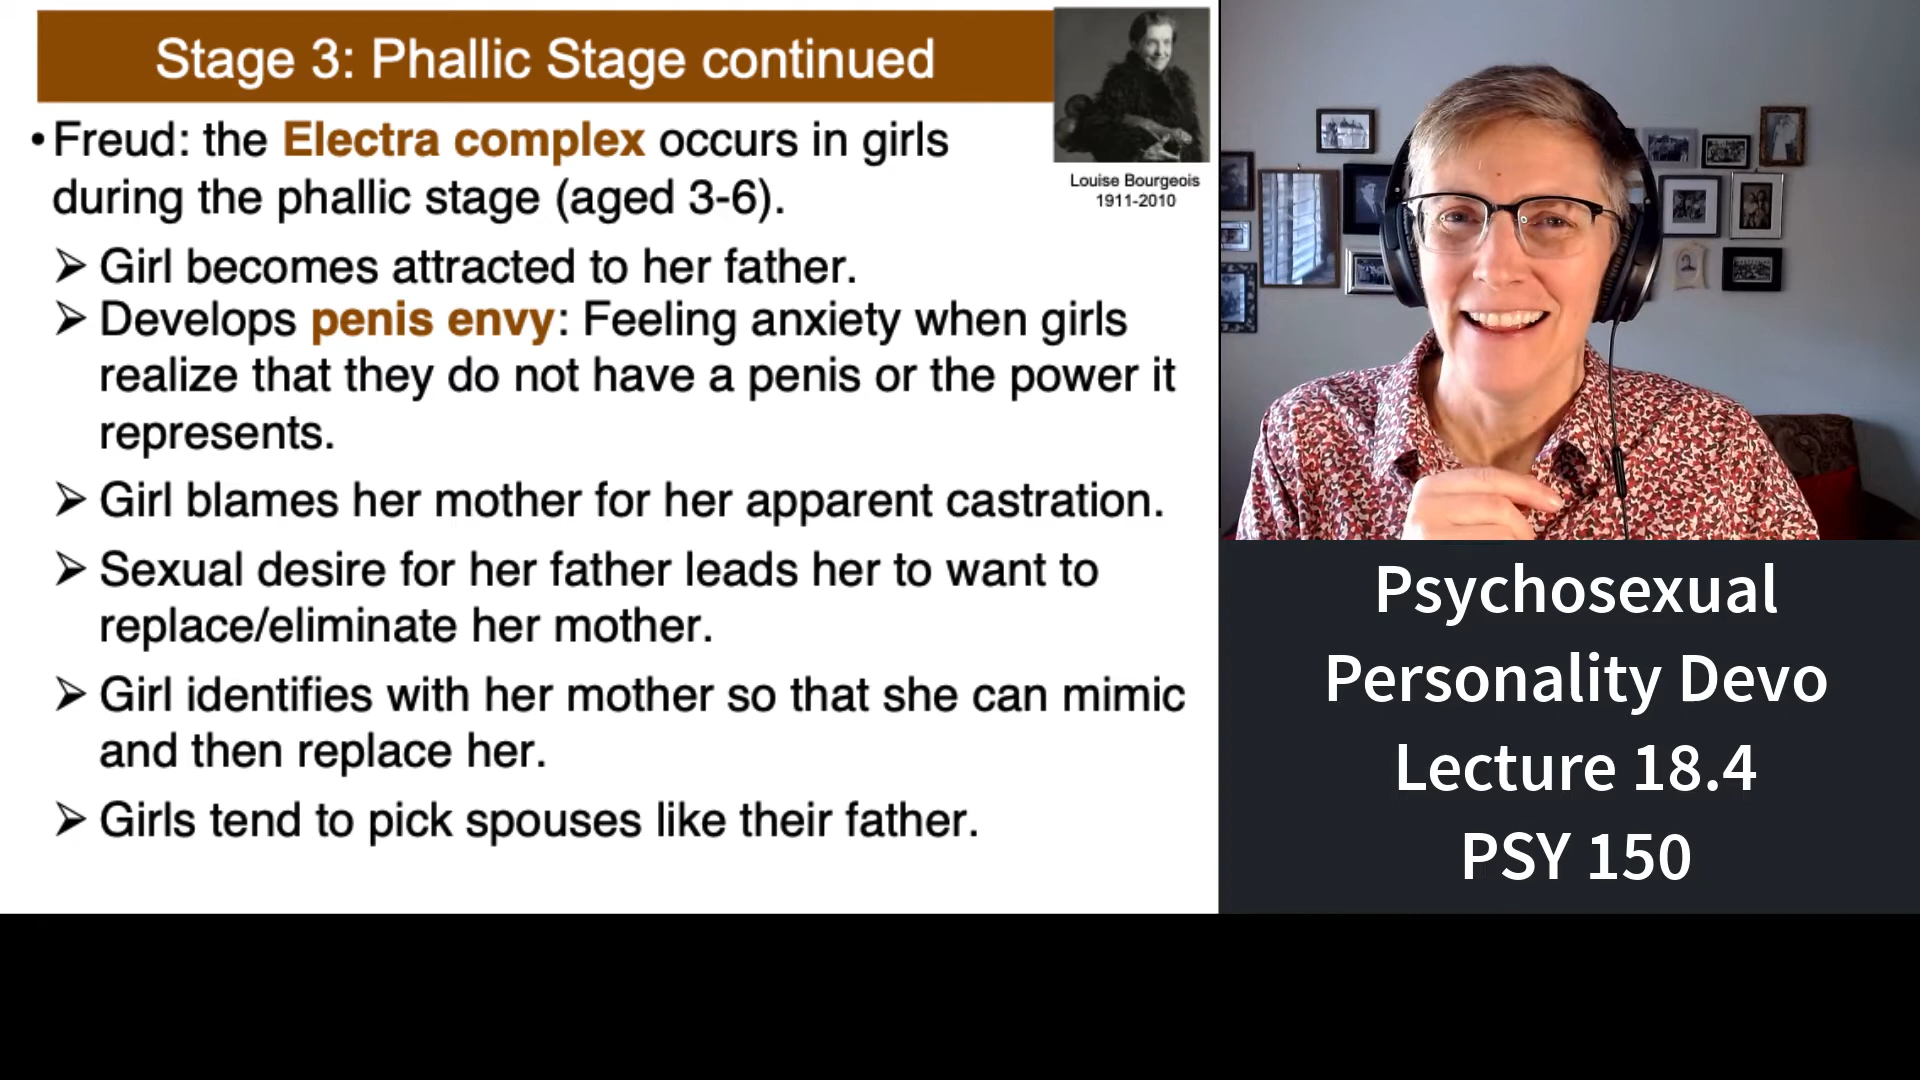 Stage 3: Phallic Stage continued
•Freud: the Electra complex occurs in girls
during the phallic stage (aged 3-6).
Louise Bourgeois
1911-2010
➢ Girl becomes attracted to her father.
➢ Develops penis envy: Feeling anxiety when girls
realize that they do not have a penis or the power it
represents.
➢ Girl blames her mother for her apparent castration.
➢ Sexual desire for her father leads her to want to
replace/eliminate her mother.
➢ Girl identifies with her mother so that she can mimic
and then replace her.
➢ Girls tend to pick spouses like their father.
Psychosexual
Personality Devo
Lecture 18.4
PSY 150